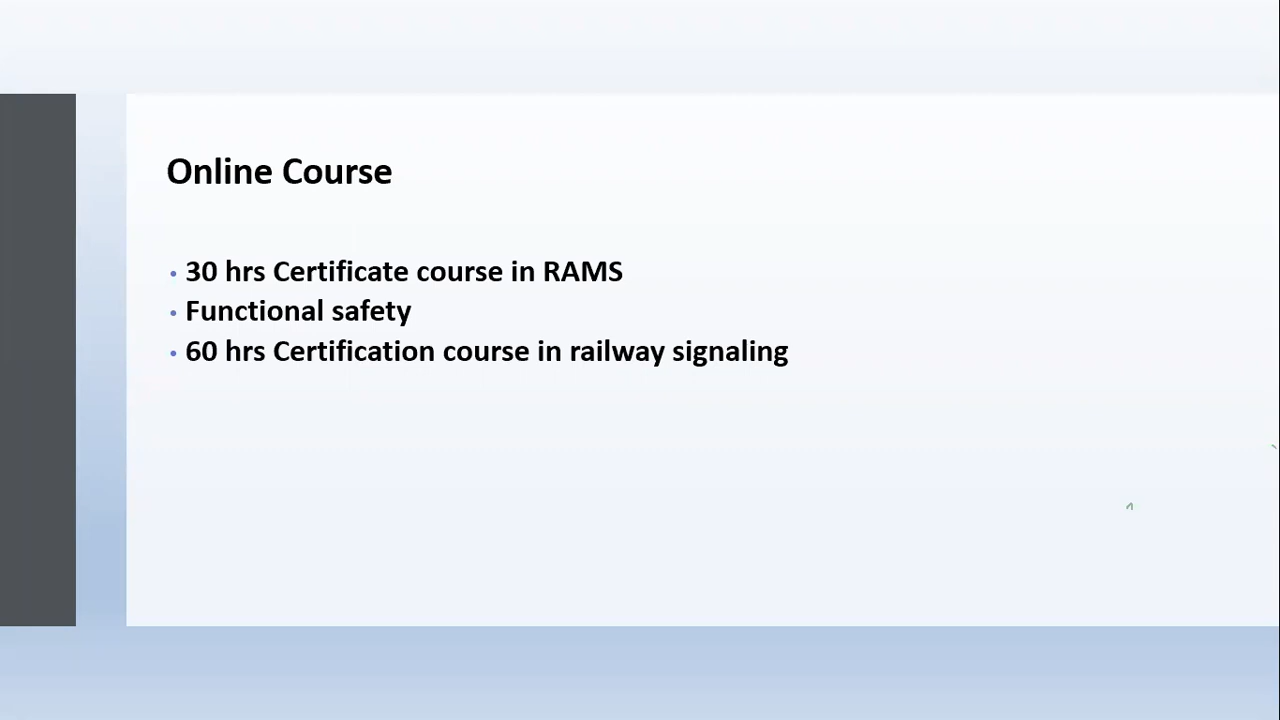 Online Course
• 30 hrs Certificate course in RAMS
• Functional safety
• 60 hrs Certification course in railway signaling